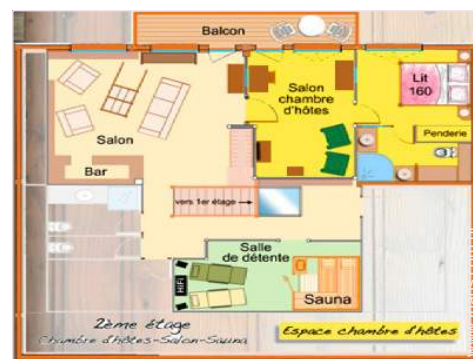 Balcon
Salon
chambre
d'hôtes
Lit
160
Penderie
Salon
Bar
vers 1er étage
Salle
de détente
HiFi
Sauna
2ème étage
Chambre d'hôtes-Salon-Sauna
Espace chambre d'hôtes